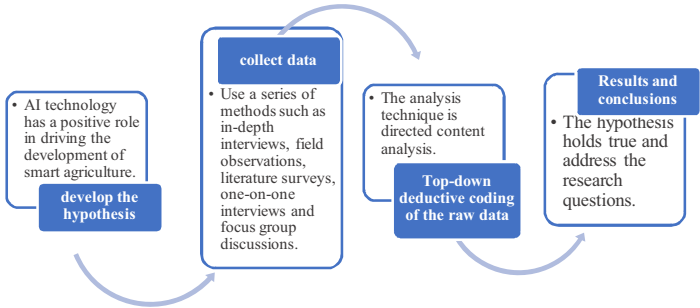 • AI technology
has a positive role
in driving the
development of
smart agriculture.
develop the
hypothesis
collect data
• Use a series of
methods such as
in-depth
interviews, field
observations,
literature surveys,
one-on-one
interviews and
focus group
discussions.
• The analysis
technique is
directed content
analysis.
Top-down
deductive coding
of the raw data
Results and
conclusions
• The hypothesis
holds true and
address the
research
questions.